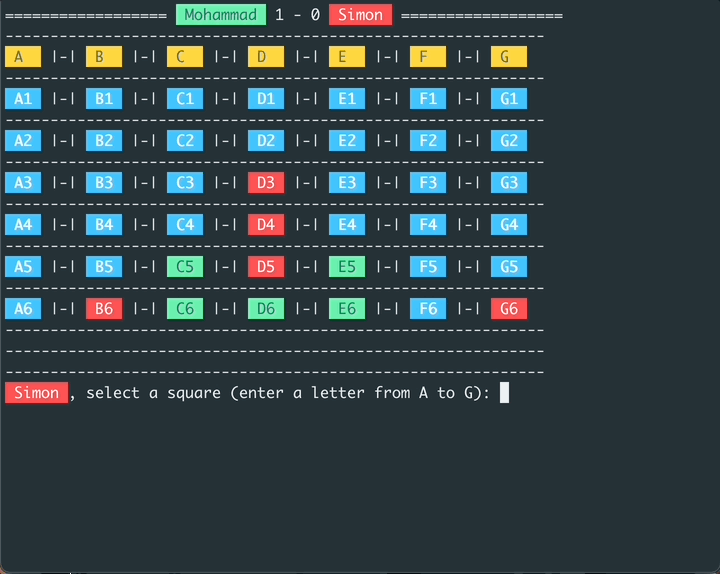 ================== Mohammad 1 - 0 Simon ==================
------------------------------------------------------------
A |-| B |-| C |-| D |-| E |-| F |-| G
------------------------------------------------------------
A1 |-| B1 |-| C1 |-| D1 |-| E1 |-| F1 |-| G1
------------------------------------------------------------
A2 |-| B2 |-| C2 |-| D2 |-| E2 |-| F2 |-| G2
------------------------------------------------------------
A3 |-| B3 |-| C3 |-| D3 |-| E3 |-| F3 |-| G3
------------------------------------------------------------
A4 |-| B4 |-| C4 |-| D4 |-| E4 |-| F4 |-| G4
------------------------------------------------------------
A5 |-| B5 |-| C5 |-| D5 |-| E5 |-| F5 |-| G5
------------------------------------------------------------
A6 |-| B6 |-| C6 |-| D6 |-| E6 |-| F6 |-| G6
------------------------------------------------------------
------------------------------------------------------------
------------------------------------------------------------
Simon, select a square (enter a letter from A to G):